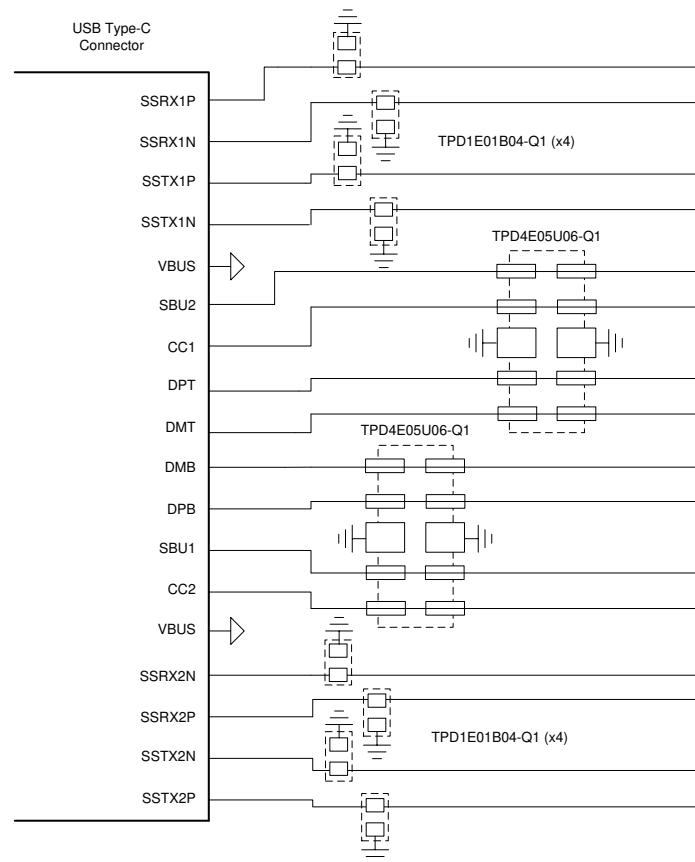 USB Type-C
Connector
SSRX1P
SSRX1N
TPD1E01B04-Q1 (x4)
SSTX1P
SSTX1N
TPD4E05U06-Q1
VBUS
SBU2
CC1
DPT
DMT
TPD4E05U06-Q1
DMB
DPB
SBU1
CC2
VBUS
SSRX2N
SSRX2P
TPD1E01B04-Q1 (x4)
SSTX2N
SSTX2P